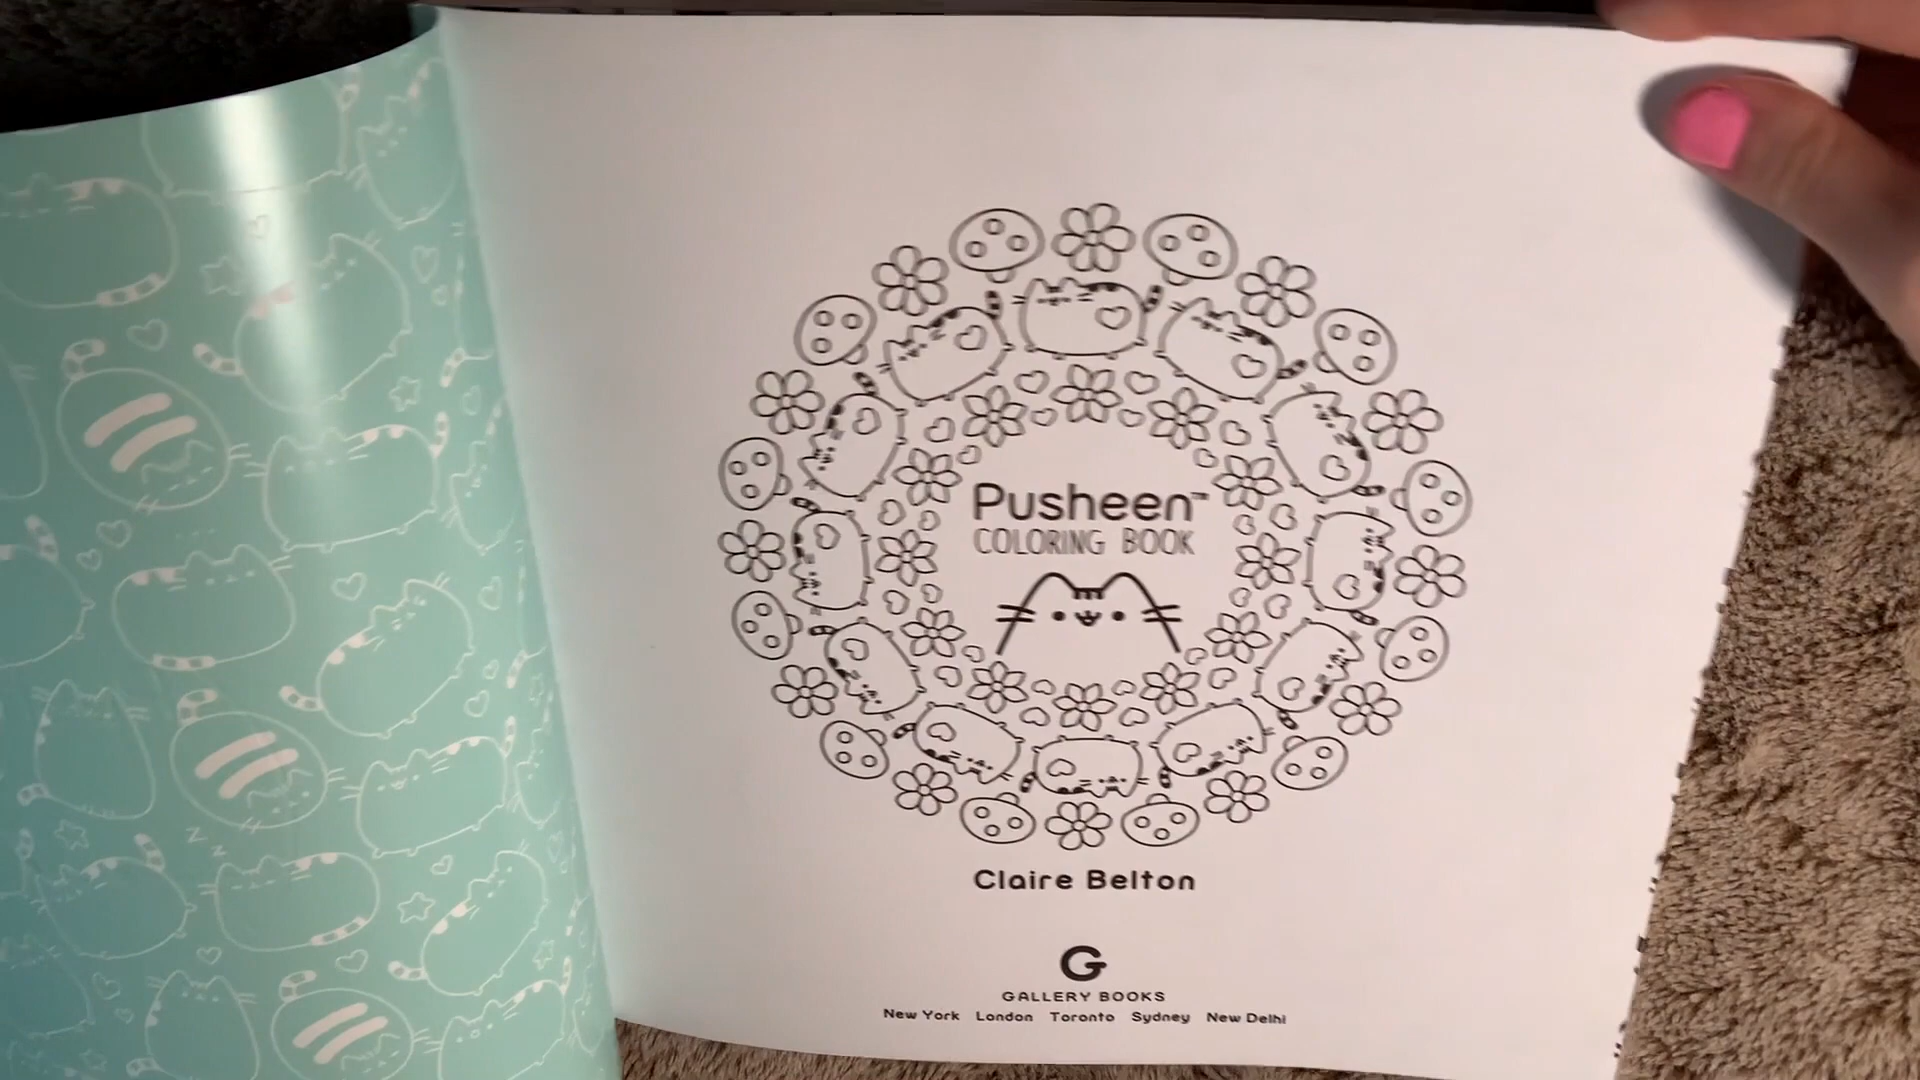 Pusheen™
COLORING BOOK
Claire Belton
G
GALLERY BOOKS
New York London Toronto Sydney New Delhi
Z
Z
Z